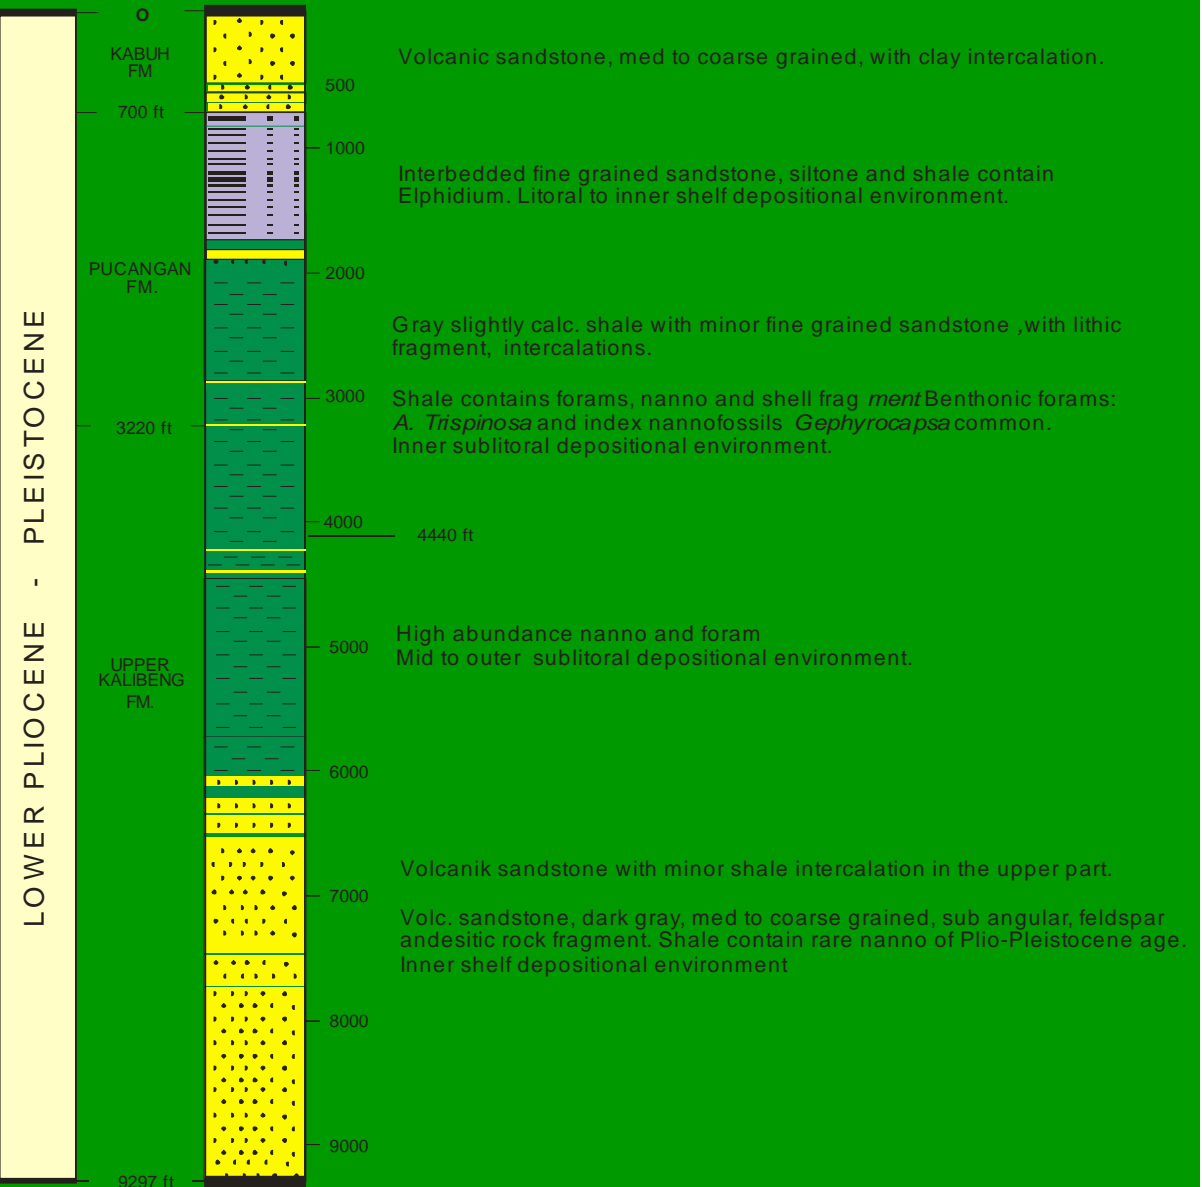 LOWER PLIOCENE - PLEISTOCENE
O
KABUH
FM
700 ft
PUCANGAN
FM.
3220 ft
UPPER
KALIBENG
FM.
9297 ft
500
1000
2000
3000
4000
4440 ft
5000
6000
7000
8000
9000
Volcanic sandstone, med to coarse grained, with clay intercalation.
Interbedded fine grained sandstone, siltone and shale contain
Elphidium. Litoral to inner shelf depositional environment.
Gray slightly calc. shale with minor fine grained sandstone ,with lithic
fragment, intercalations.
Shale contains forams, nanno and shell frag ment Benthonic forams:
A. Trispinosa and index nannofossils Gephyrocapsa common.
Inner sublitoral depositional environment.
High abundance nanno and foram
Mid to outer sublitoral depositional environment.
Volcanik sandstone with minor shale intercalation in the upper part.
Volc. sandstone, dark gray, med to coarse grained, sub angular, feldspar
andesitic rock fragment. Shale contain rare nanno of Plio-Pleistocene age.
Inner shelf depositional environment